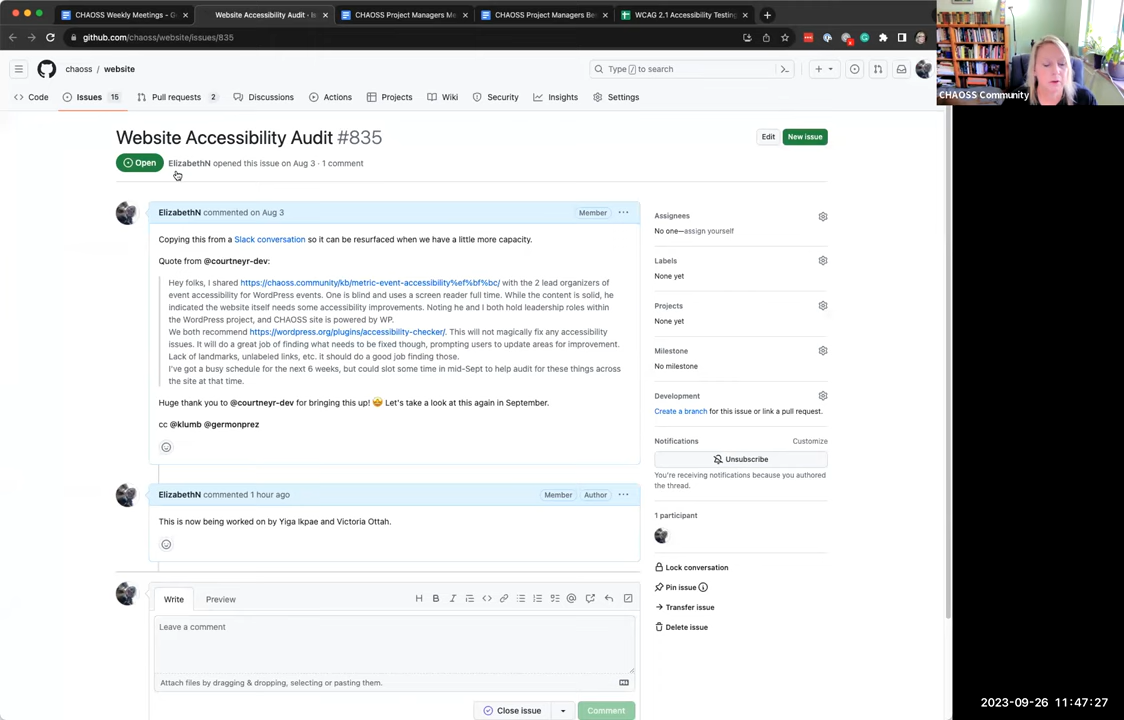 CHAOSS Weekly Meetings - G
Website Accessibility Audit · Is
CHAOSS Project Managers Me
CHAOSS Project Managers Be
WCAG 2.1 Accessibility Testing
github.com/chaoss/website/issues/835
chaoss / website
Type / to search
Code
Issues 15
Pull requests 2
Discussions
Actions
Projects
Wiki
Security
Insights
Settings
CHAOSS Community
Website Accessibility Audit #835
Edit
New issue
Open
ElizabethN opened this issue on Aug 3 · 1 comment
ElizabethN commented on Aug 3
Member
Copying this from a Slack conversation so it can be resurfaced when we have a little more capacity.
Quote from @courtneyr-dev:
Hey folks, I shared https://chaoss.community/kb/metric-event-accessibility%ef%bf%bc/ with the 2 lead organizers of
event accessibility for WordPress events. One is blind and uses a screen reader full time. While the content is solid, he
indicated the website itself needs some accessibility improvements. Noting he and I both hold leadership roles within
the WordPress project, and CHAOSS site is powered by WP.
We both recommend https://wordpress.org/plugins/accessibility-checker/. This will not magically fix any accessibility
issues. It will do a great job of finding what needs to be fixed though, prompting users to update areas for improvement.
Lack of landmarks, unlabeled links, etc. it should do a good job finding those.
I've got a busy schedule for the next 6 weeks, but could slot some time in mid-Sept to help audit for these things across
the site at that time.
Huge thank you to @courtneyr-dev for bringing this up! 🤩 Let's take a look at this again in September.
cc @klumb @germonprez
ElizabethN commented 1 hour ago
Member
Author
This is now being worked on by Yiga Ikpae and Victoria Ottah.
Write
Preview
Leave a comment
Attach files by dragging & dropping, selecting or pasting them.
Close issue
Comment
Assignees
No one—assign yourself
Labels
None yet
Projects
None yet
Milestone
No milestone
Development
Create a branch for this issue or link a pull request.
Notifications
Customize
Unsubscribe
You're receiving notifications because you authored
the thread.
1 participant
Lock conversation
Pin issue
Transfer issue
Delete issue
2023-09-26 11:47:27